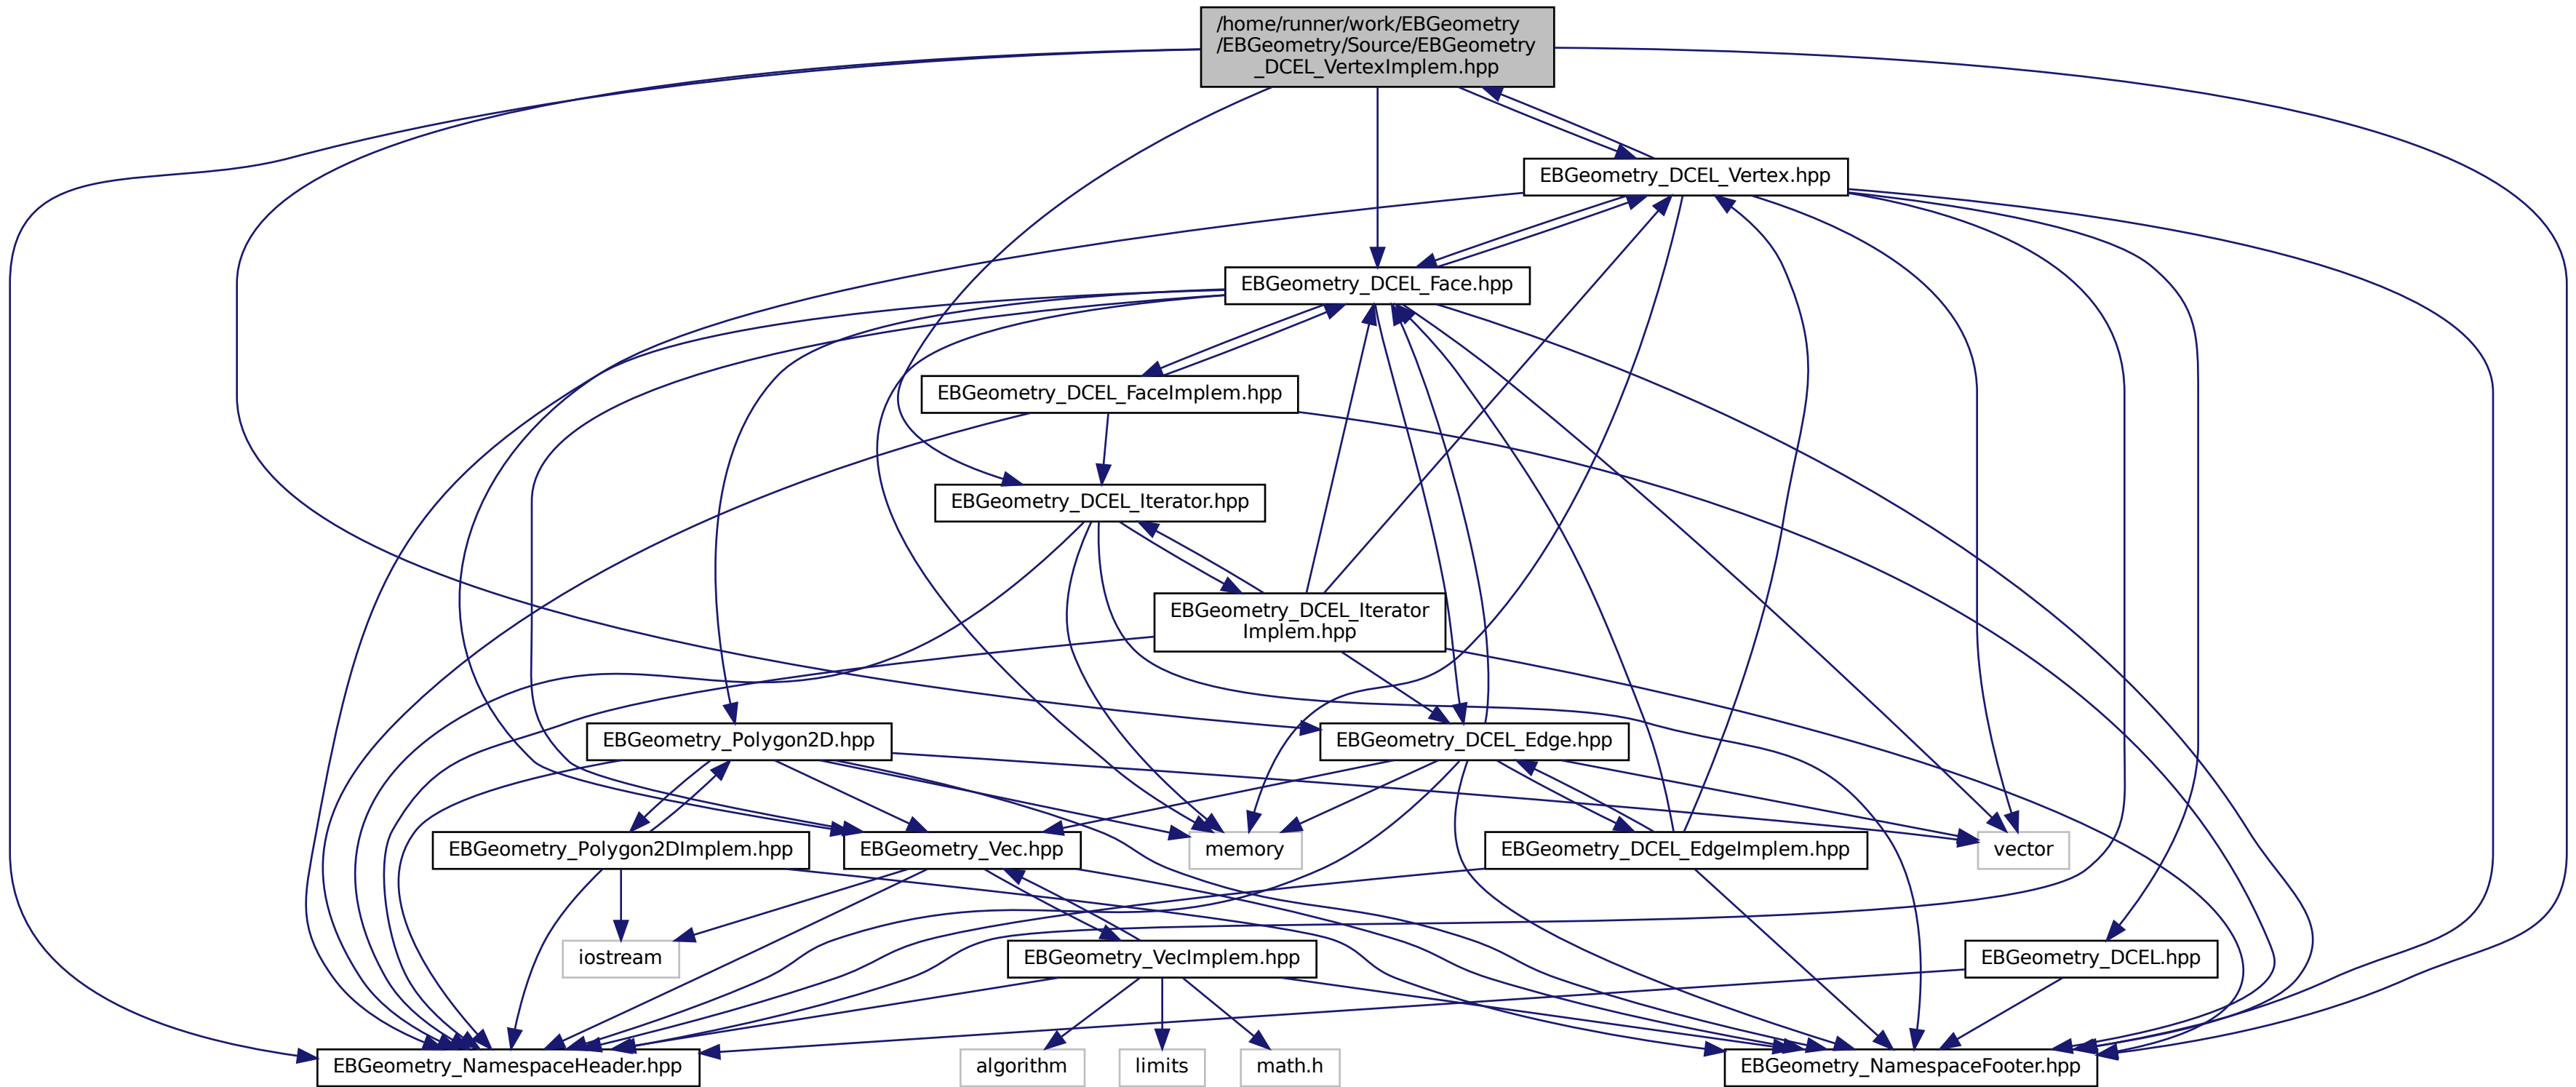 /home/runner/work/EBGeometry
/EBGeometry/Source/EBGeometry
_DCEL_VertexImplem.hpp
EBGeometry_DCEL_Vertex.hpp
EBGeometry_DCEL_Face.hpp
EBGeometry_DCEL_FaceImplem.hpp
EBGeometry_DCEL_Iterator.hpp
EBGeometry_DCEL_Iterator
Implem.hpp
EBGeometry_Polygon2D.hpp
EBGeometry_DCEL_Edge.hpp
EBGeometry_Polygon2DImplem.hpp
EBGeometry_Vec.hpp
memory
EBGeometry_DCEL_EdgeImplem.hpp
vector
iostream
EBGeometry_VecImplem.hpp
EBGeometry_DCEL.hpp
EBGeometry_NamespaceHeader.hpp
algorithm
limits
math.h
EBGeometry_NamespaceFooter.hpp